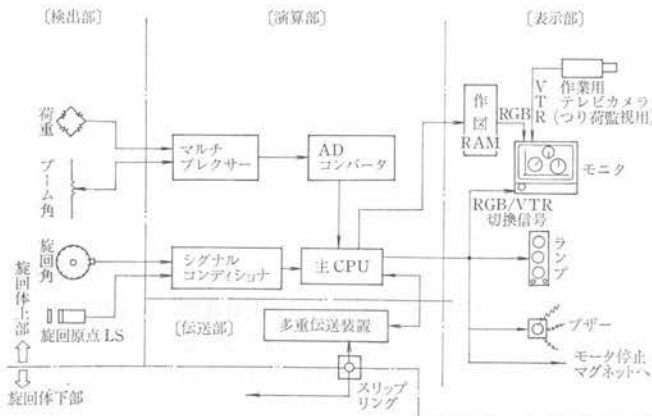 〔検出部〕
〔演算部〕
〔表示部〕
荷重
ブーム角
マルチ
プレクサー
AD
コンバータ
作図
RAM
RGB
VTR
作業用
テレビカメラ
(つり荷監視用)
モニタ
RGB/VTR
切換信号
旋回角
シグナル
コンディショナ
主CPU
ランプ
旋回原点LS
旋回体上部
〔伝送部〕
多重伝送装置
ブザー
モータ停止
マグネットへ
スリップ
リング
旋回体下部